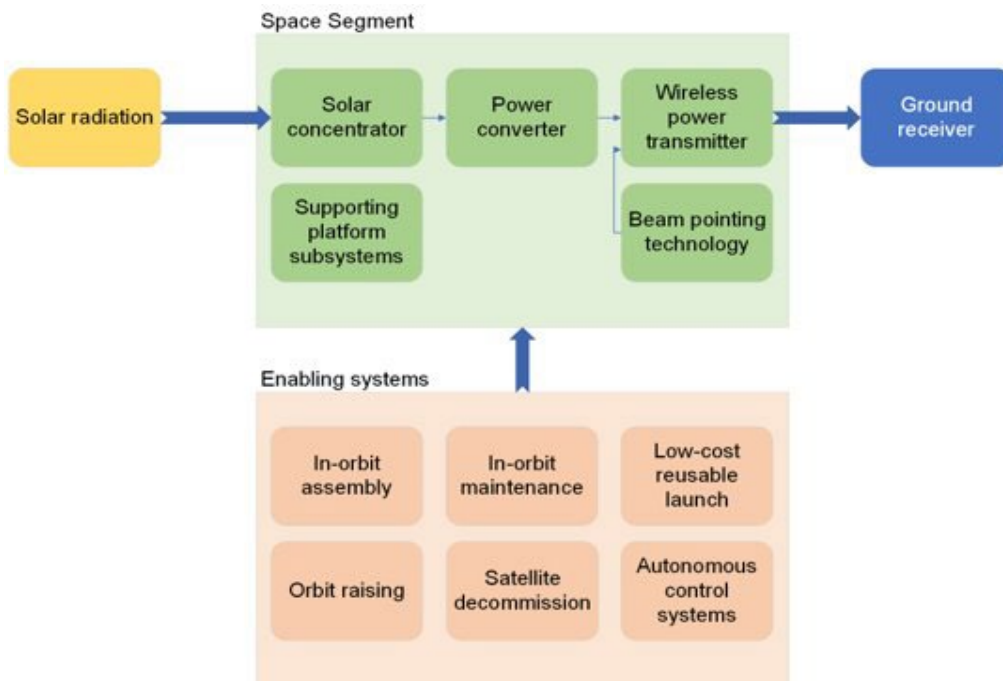 Space Segment
Solar radiation
Solar
concentrator
Power
converter
Wireless
power
transmitter
Ground
receiver
Supporting
platform
subsystems
Beam pointing
technology
Enabling systems
In-orbit
assembly
In-orbit
maintenance
Low-cost
reusable
launch
Orbit raising
Satellite
decommission
Autonomous
control
systems